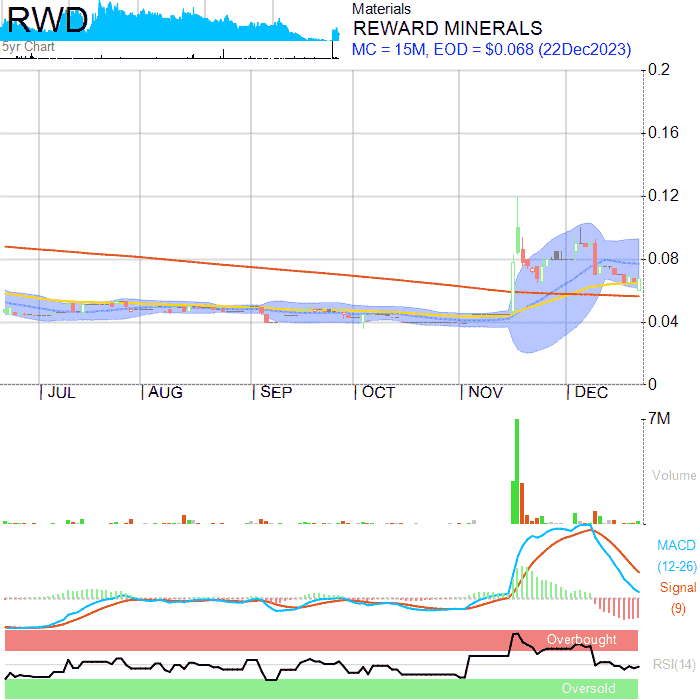 RWD
5yr Chart
Materials
REWARD MINERALS
MC = 15M, EOD = $0.068 (22Dec2023)
0.2
0.16
0.12
0.08
0.04
0
JUL AUG SEP OCT NOV DEC
7M
Volume
MACD
(12-26)
Signal
(9)
Overbought
RSI(14)
Oversold